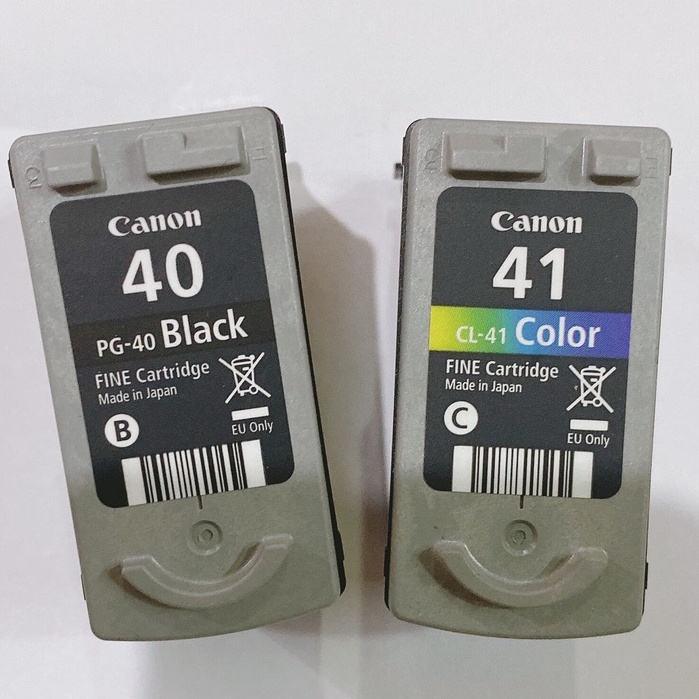 Canon
40
PG-40 Black
FINE Cartridge
Made in Japan
B
EU Only
Canon
41
CL-41 Color
FINE Cartridge
Made in Japan
C
EU Only